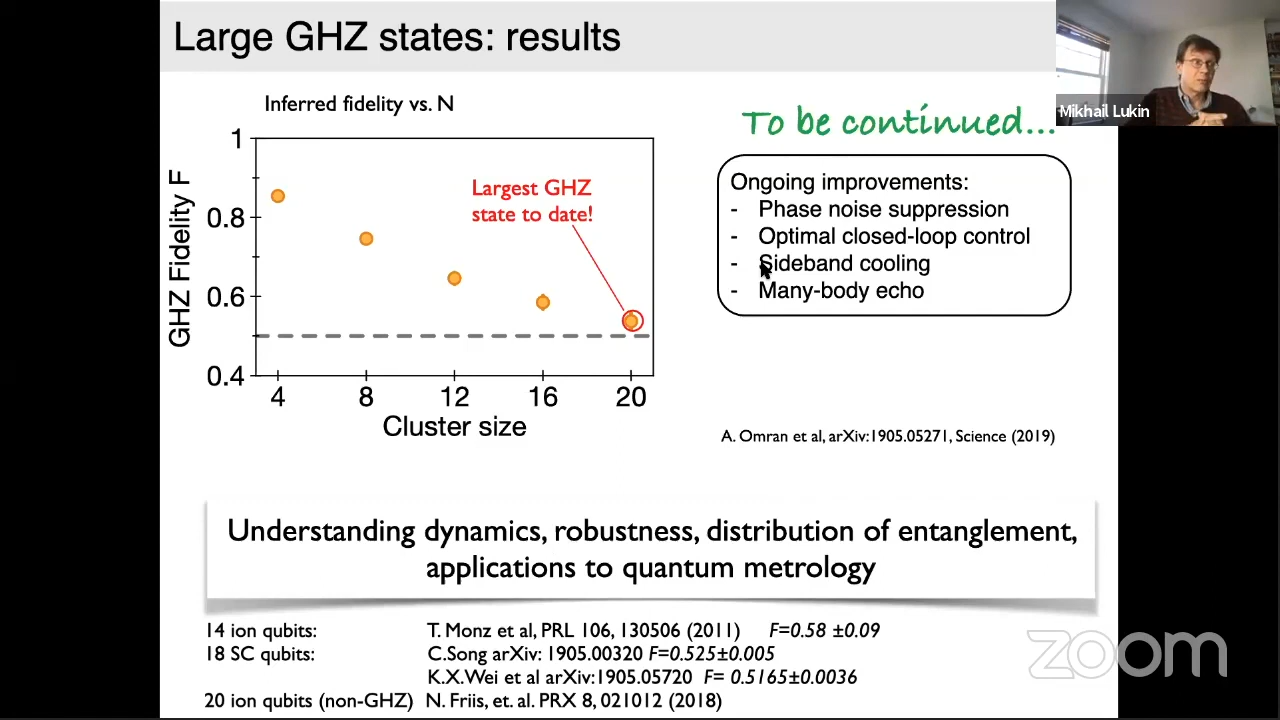 Large GHZ states: results
Mikhail Lukin
Inferred fidelity vs. N
To be continued...
1
0.8
0.6
0.4
GHZ Fidelity F
Largest GHZ
state to date!
4 8 12 16 20
Cluster size
Ongoing improvements:
- Phase noise suppression
- Optimal closed-loop control
- Sideband cooling
- Many-body echo
A. Omran et al, arXiv:1905.05271, Science (2019)
Understanding dynamics, robustness, distribution of entanglement,
applications to quantum metrology
14 ion qubits: T. Monz et al, PRL 106, 130506 (2011) F=0.58 ±0.09
18 SC qubits: C.Song arXiv: 1905.00320 F=0.525±0.005
K.X.Wei et al arXiv:1905.05720 F= 0.5165±0.0036
20 ion qubits (non-GHZ) N. Friis, et. al. PRX 8, 021012 (2018)
zoom